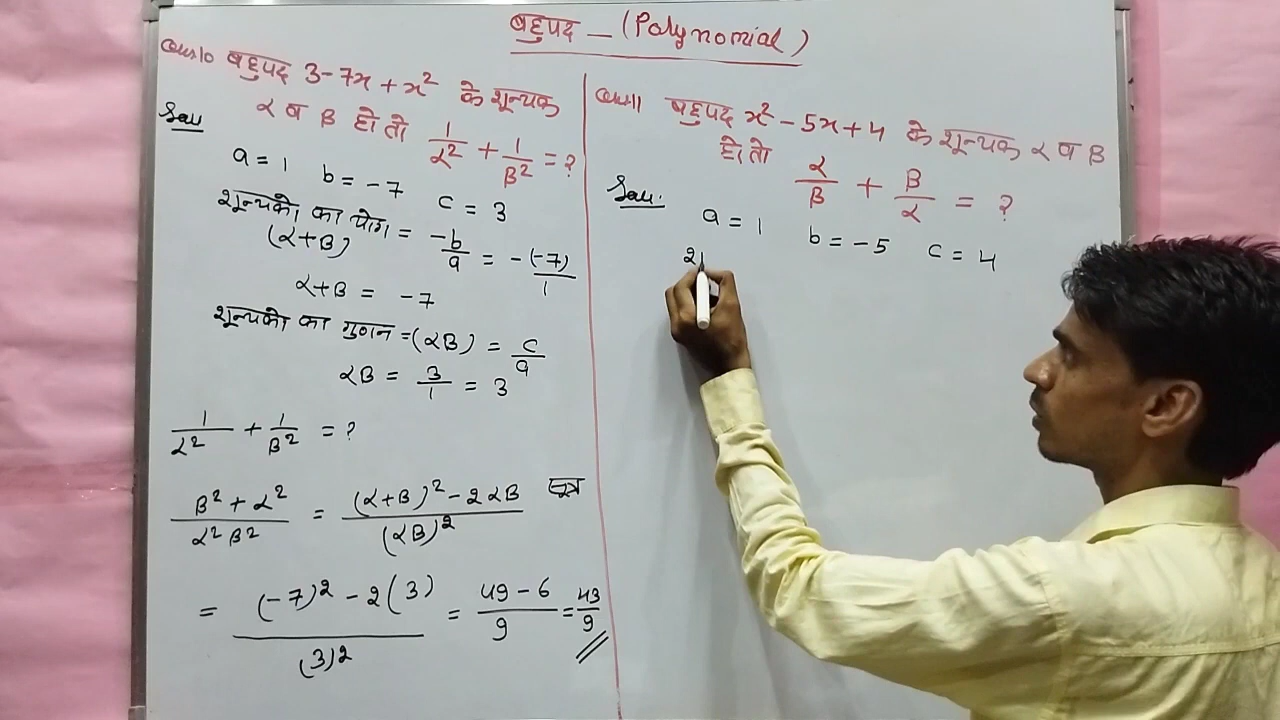 बहुपद – (Polynomial)
Ques10 बहुपद 3-7x+x² के शून्यक
α व β हो तो 1/α² + 1/β² = ?
Sou
a = 1 b = -7 c = 3
शून्यको का योग = -b/a = -(-7)/1
(α+β)
α+β = -7
शून्यको का गुणन = (αβ) = c/a
αβ = 3/1 = 3
1/α² + 1/β² = ?
β² + α²/α²β² = (α+β)² - 2αβ/(αβ)² सूत्र
= (-7)² - 2(3)/(3)² = 49 - 6/9 = 43/9
Ques11 बहुपद x² - 5x + 4 के शून्यक α व β
हो तो α/β + β/α = ?
Sou.
a = 1 b = -5 c = 4